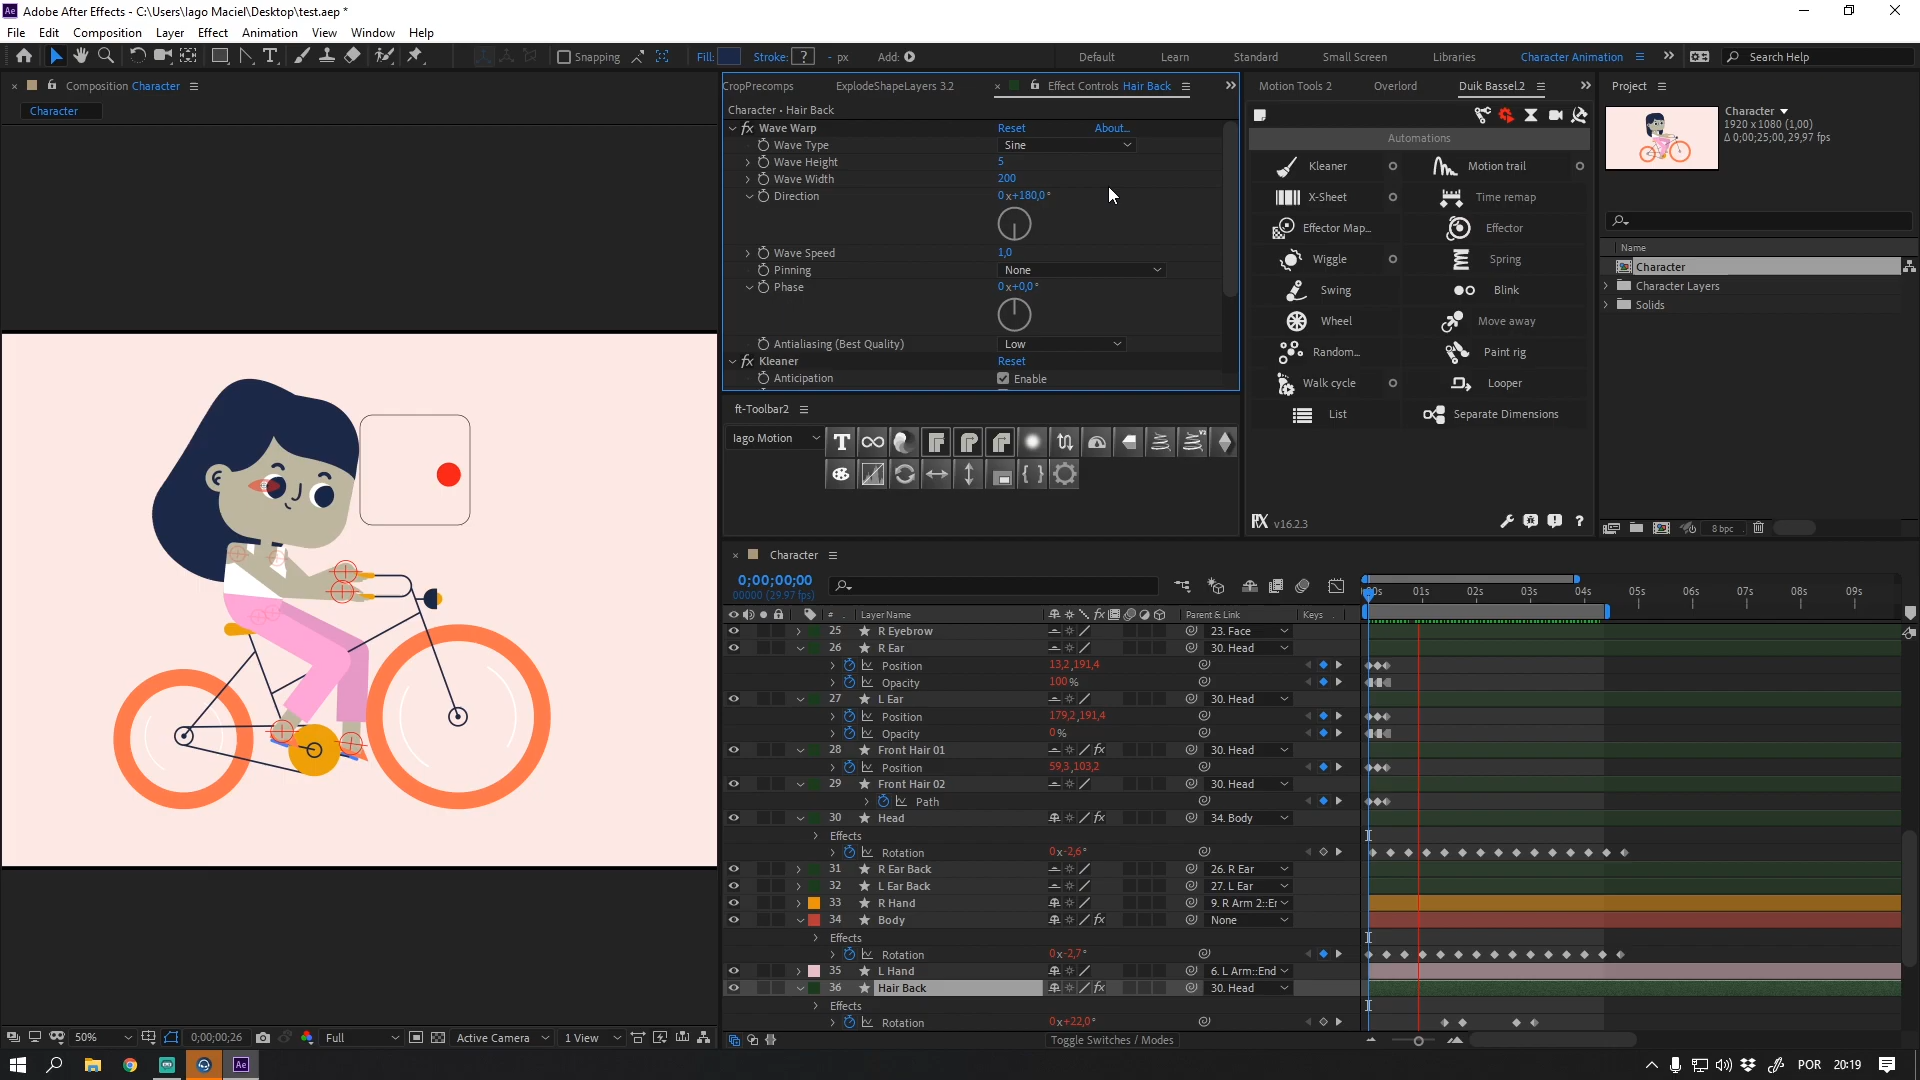 Adobe After Effects - C:\Users\Iago Maciel\Desktop\test.aep *
File Edit Composition Layer Effect Animation View Window Help
Snapping Fill: Stroke: ? - px Add: Default Learn Standard Small Screen Libraries Character Animation Search Help
Composition Character
Character
CropPrecomps ExplodeShapeLayers 3.2 Effect Controls Hair Back
Character • Hair Back
fx Wave Warp Reset About...
Wave Type Sine
Wave Height 5
Wave Width 200
Direction 0x+180,0°
Wave Speed 1,0
Pinning None
Phase 0x+0,0°
Antialiasing (Best Quality) Low
fx Kleaner Reset
Anticipation Enable
ft-Toolbar2
Iago Motion
Motion Tools 2 Overlord Duik Bassel.2
Automations
Kleaner Motion trail
X-Sheet Time remap
Effector Map... Effector
Wiggle Spring
Swing Blink
Wheel Move away
Random... Paint rig
Walk cycle Looper
List Separate Dimensions
v16.2.3
Project
Character
1920 x 1080 (1,00)
Δ 0;00;25;00, 29,97 fps
Name
Character
Character Layers
Solids
8 bpc
Character
0;00;00;00
00000 (29.97 fps)
:00s 01s 02s 03s 04s 05s 06s 07s 08s 09s
# Layer Name Parent & Link Keys
25 R Eyebrow 23. Face
26 R Ear 30. Head
Position 13,2,191,4
Opacity 100 %
27 L Ear 30. Head
Position 179,2,191,4
Opacity 0 %
28 Front Hair 01 fx 30. Head
Position 59,3,103,2
29 Front Hair 02 30. Head
Path
30 Head fx 34. Body
Effects
Rotation 0x-2,6°
31 R Ear Back 26. R Ear
32 L Ear Back 27. L Ear
33 R Hand 9. R Arm 2::Er
34 Body fx None
Effects
Rotation 0x-2,7°
35 L Hand 6. L Arm::End
36 Hair Back fx 30. Head
Effects
Rotation 0x+22,0°
Toggle Switches / Modes
50% 0;00;00;26 Full Active Camera 1 View
POR 20:19